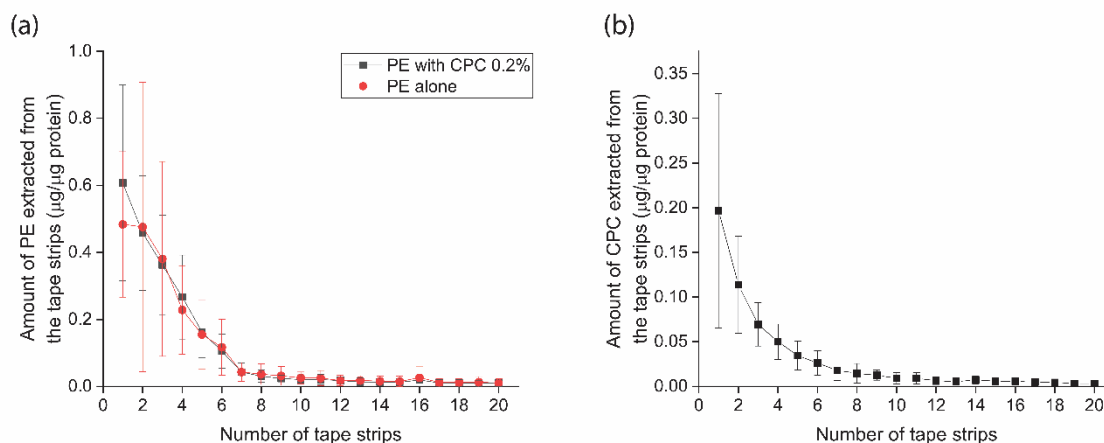 (a)
1.0
0.8
0.6
0.4
0.2
0.0
Amount of PE extracted from
the tape strips (μg/μg protein)
PE with CPC 0.2%
PE alone
0 2 4 6 8 10 12 14 16 18 20
Number of tape strips
(b)
0.35
0.30
0.25
0.20
0.15
0.10
0.05
0.00
Amount of CPC extracted from
the tape strips (μg/μg protein)
0 2 4 6 8 10 12 14 16 18 20
Number of tape strips